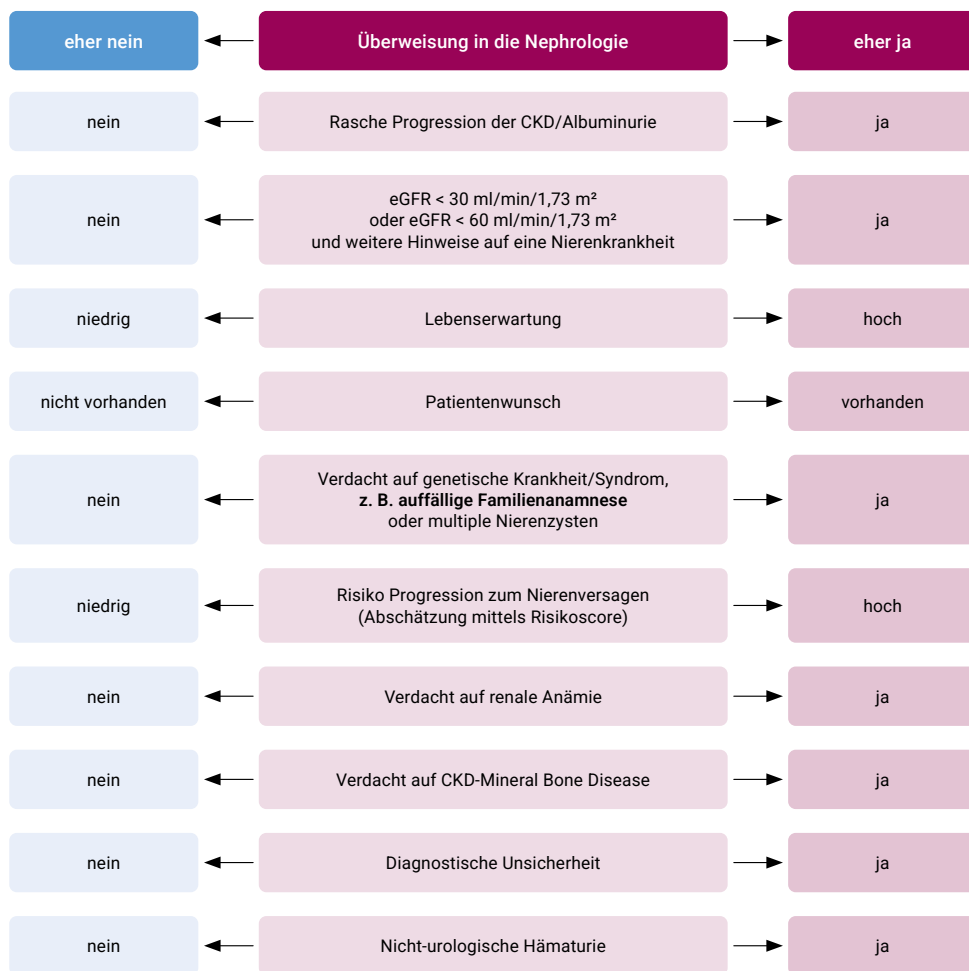 eher nein
Überweisung in die Nephrologie
eher ja
nein
Rasche Progression der CKD/Albuminurie
ja
nein
eGFR < 30 ml/min/1,73 m²
oder eGFR < 60 ml/min/1,73 m²
und weitere Hinweise auf eine Nierenkrankheit
ja
niedrig
Lebenserwartung
hoch
nicht vorhanden
Patientenwunsch
vorhanden
nein
Verdacht auf genetische Krankheit/Syndrom,
z. B. auffällige Familienanamnese
oder multiple Nierenzysten
ja
niedrig
Risiko Progression zum Nierenversagen
(Abschätzung mittels Risikoscore)
hoch
nein
Verdacht auf renale Anämie
ja
nein
Verdacht auf CKD-Mineral Bone Disease
ja
nein
Diagnostische Unsicherheit
ja
nein
Nicht-urologische Hämaturie
ja